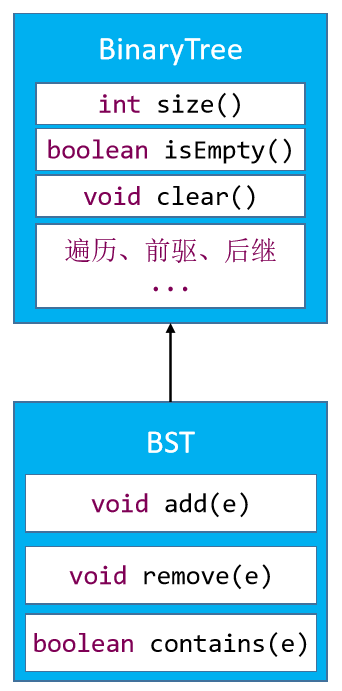 BinaryTree
int size()
boolean isEmpty()
void clear()
遍历、前驱、后继
...
BST
void add(e)
void remove(e)
boolean contains(e)